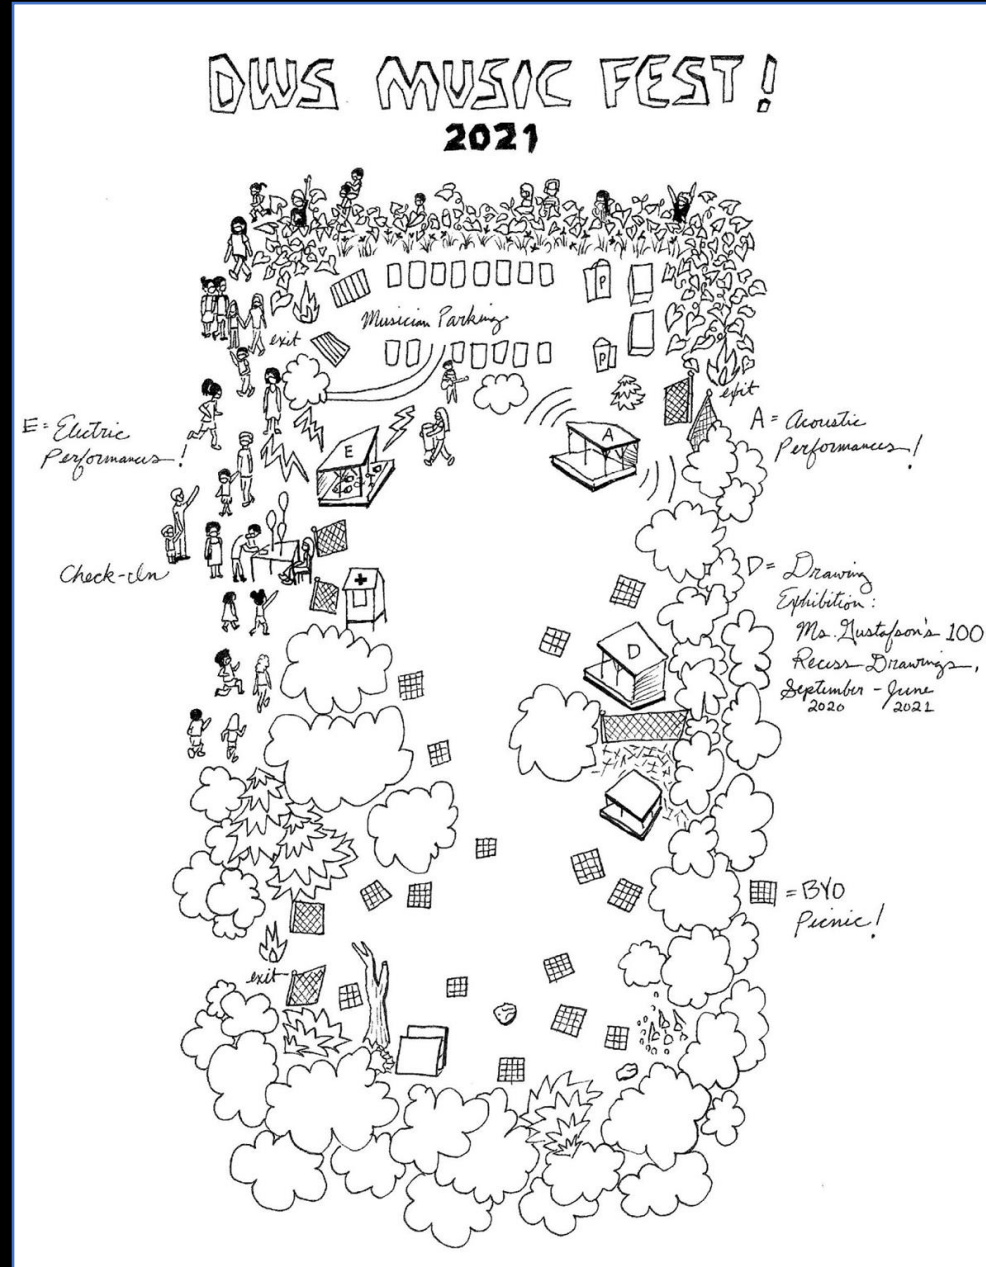 DWS MUSIC FEST!
2021
Musician Parking
P
exit
P
exit
E = Electric
Performances!
E
A
A = Acoustic
Performances!
Check-In
D = Drawing
Exhibition:
Ms. Gustafson's 100
Recess Drawings,
September - June
2020 2021
D
= BYO
Picnic!
exit